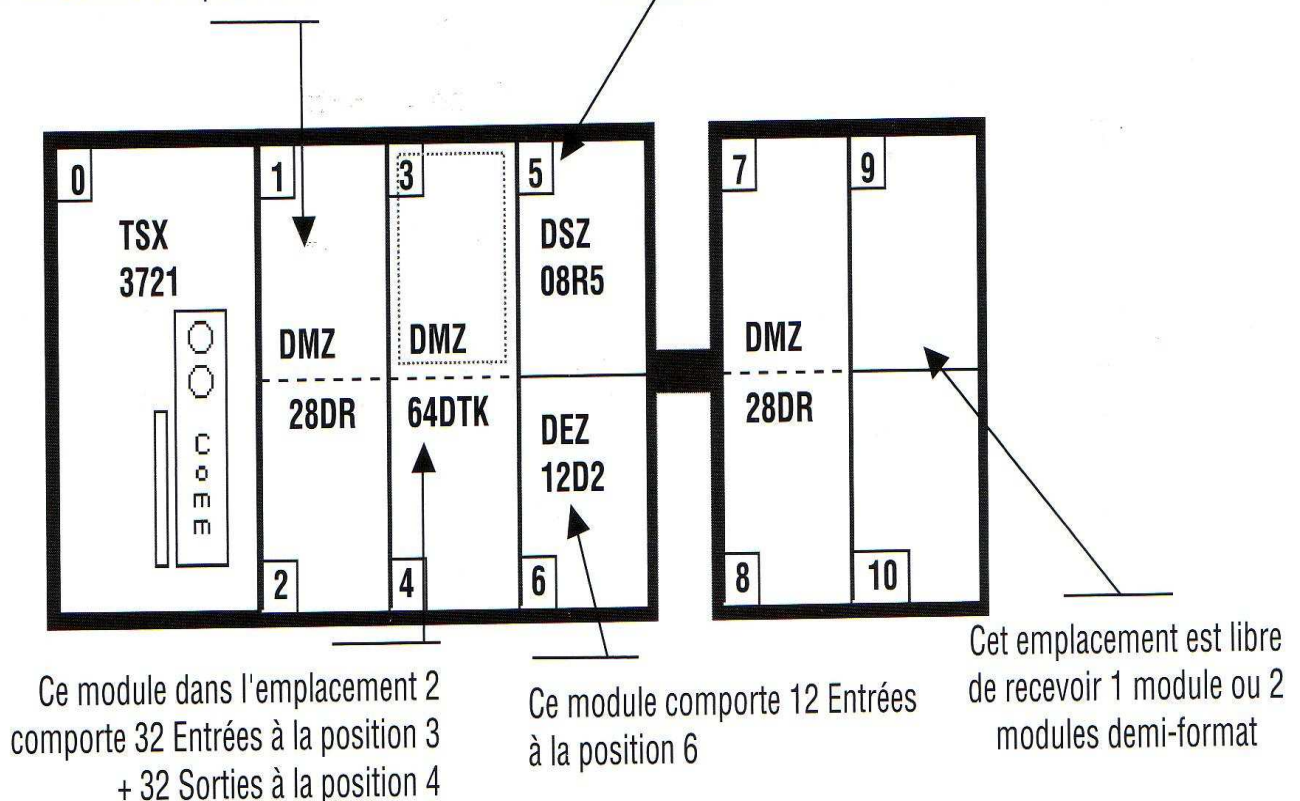 0
TSX
3721
Comm
1
DMZ
28DR
2
3
DMZ
64DTK
4
5
DSZ
08R5
DEZ
12D2
6
7
DMZ
28DR
8
9
10
Ce module dans l'emplacement 2
comporte 32 Entrées à la position 3
+ 32 Sorties à la position 4
Ce module comporte 12 Entrées
à la position 6
Cet emplacement est libre
de recevoir 1 module ou 2
modules demi-format